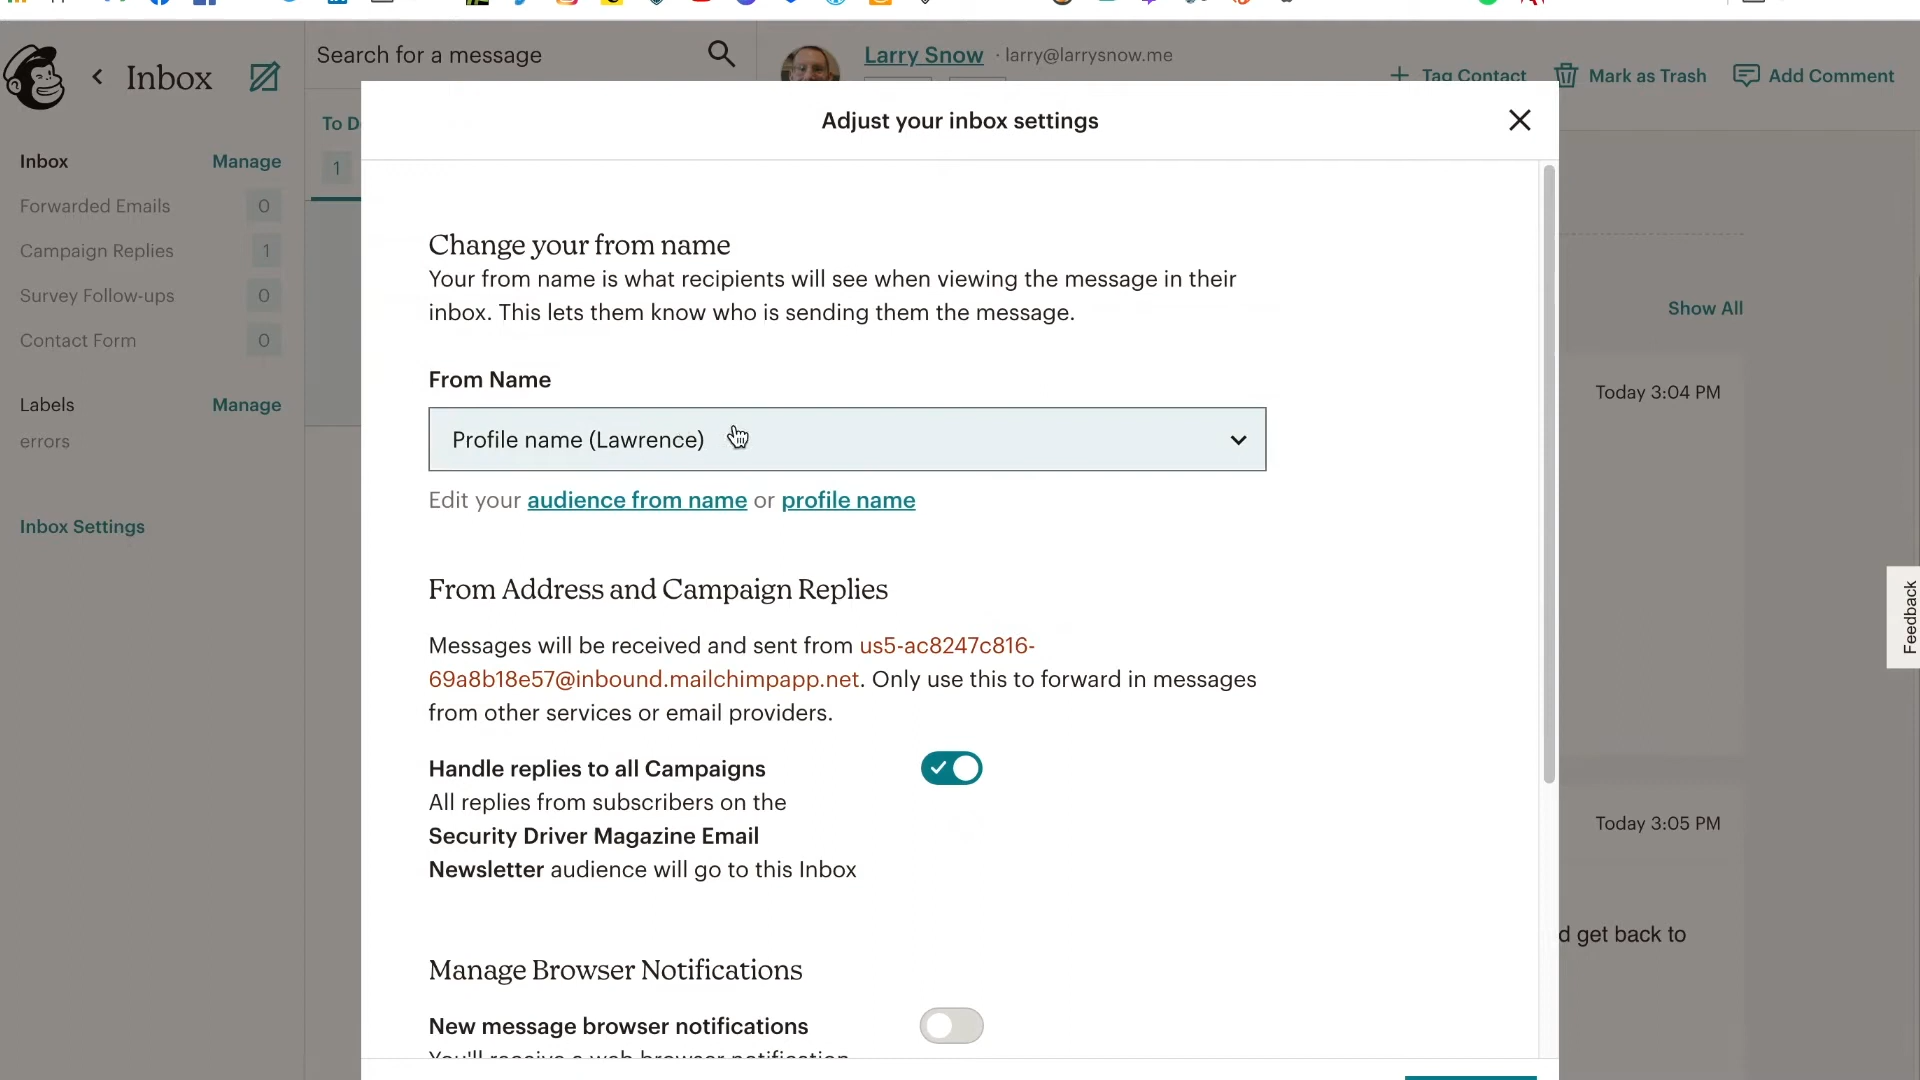 Search for a message
Larry Snow · larry@larrysnow.me
Inbox
+ Tag Contact
Mark as Trash
Add Comment
To D
1
Adjust your inbox settings
Inbox Manage
Forwarded Emails 0
Campaign Replies 1
Survey Follow-ups 0
Contact Form 0
Labels Manage
errors
Inbox Settings
Change your from name
Your from name is what recipients will see when viewing the message in their
inbox. This lets them know who is sending them the message.
From Name
Profile name (Lawrence)
Edit your audience from name or profile name
From Address and Campaign Replies
Messages will be received and sent from us5-ac8247c816-
69a8b18e57@inbound.mailchimpapp.net. Only use this to forward in messages
from other services or email providers.
Handle replies to all Campaigns
All replies from subscribers on the
Security Driver Magazine Email
Newsletter audience will go to this Inbox
Manage Browser Notifications
New message browser notifications
You'll receive a web browser notification
Show All
Today 3:04 PM
Today 3:05 PM
d get back to
Feedback